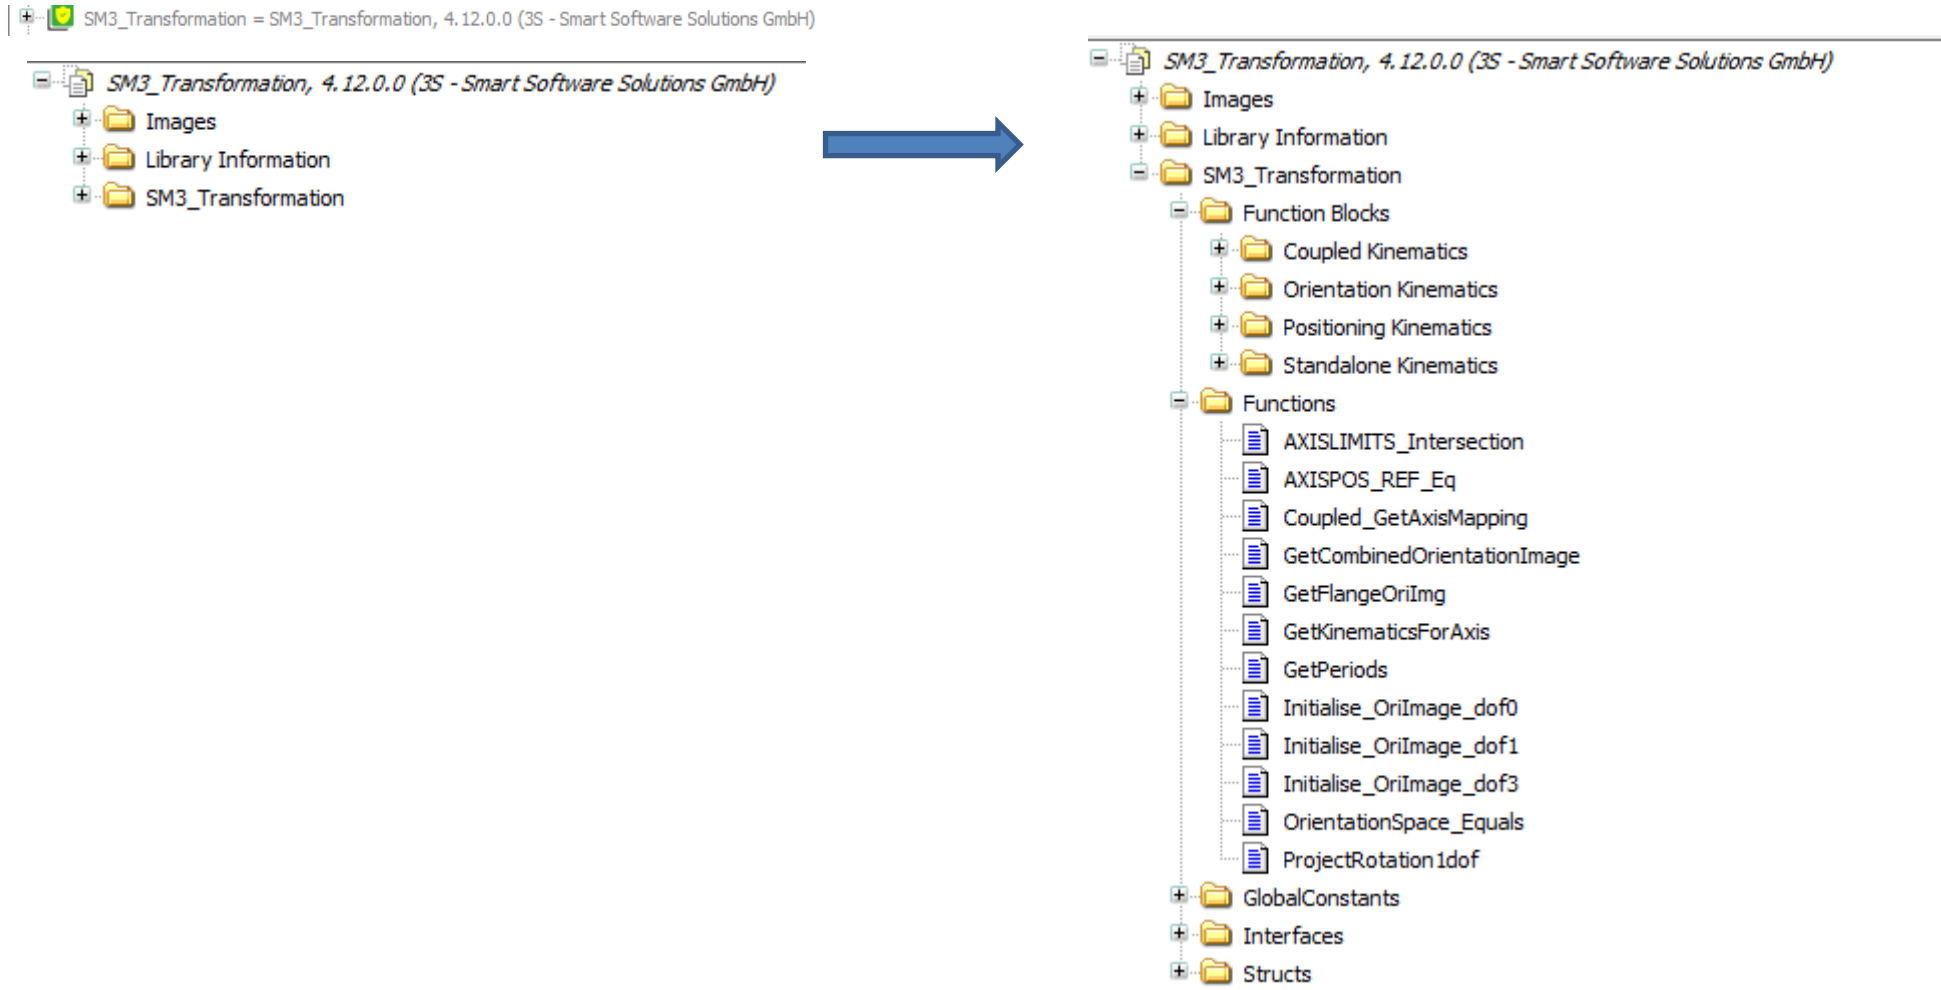 SM3_Transformation = SM3_Transformation, 4.12.0.0 (3S - Smart Software Solutions GmbH)
SM3_Transformation, 4.12.0.0 (3S - Smart Software Solutions GmbH)
Images
Library Information
SM3_Transformation
SM3_Transformation, 4.12.0.0 (3S - Smart Software Solutions GmbH)
Images
Library Information
SM3_Transformation
Function Blocks
Coupled Kinematics
Orientation Kinematics
Positioning Kinematics
Standalone Kinematics
Functions
AXISLIMITS_Intersection
AXISPOS_REF_Eq
Coupled_GetAxisMapping
GetCombinedOrientationImage
GetFlangeOriImg
GetKinematicsForAxis
GetPeriods
Initialise_OriImage_dof0
Initialise_OriImage_dof1
Initialise_OriImage_dof3
OrientationSpace_Equals
ProjectRotation1dof
GlobalConstants
Interfaces
Structs